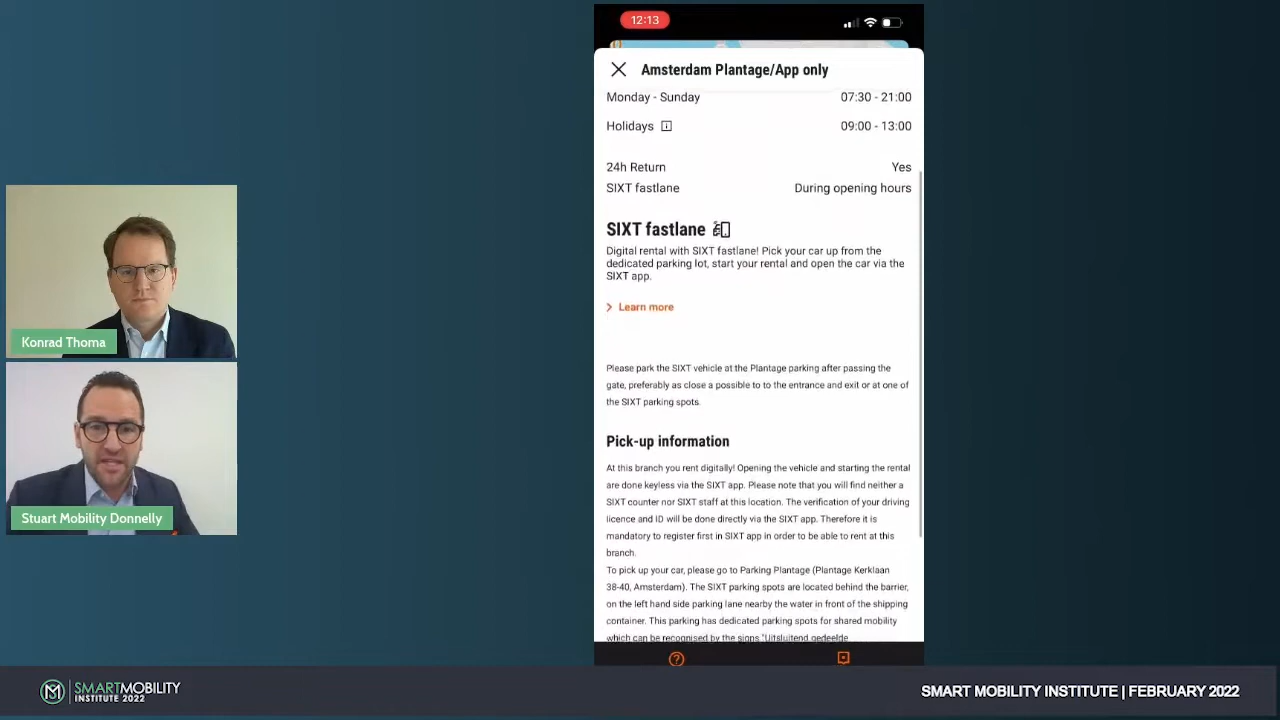 12:13
Amsterdam Plantage/App only
Monday - Sunday 07:30 - 21:00
Holidays 09:00 - 13:00
24h Return Yes
SIXT fastlane During opening hours
SIXT fastlane
Digital rental with SIXT fastlane! Pick your car up from the
dedicated parking lot, start your rental and open the car via the
SIXT app.
Learn more
Please park the SIXT vehicle at the Plantage parking after passing the
gate, preferably as close a possible to to the entrance and exit or at one of
the SIXT parking spots.
Pick-up information
At this branch you rent digitally! Opening the vehicle and starting the rental
are done keyless via the SIXT app. Please note that you will find neither a
SIXT counter nor SIXT staff at this location. The verification of your driving
licence and ID will be done directly via the SIXT app. Therefore it is
mandatory to register first in SIXT app in order to be able to rent at this
branch.
To pick up your car, please go to Parking Plantage (Plantage Kerklaan
38-40, Amsterdam). The SIXT parking spots are located behind the barrier,
on the left hand side parking lane nearby the water in front of the shipping
container. This parking has dedicated parking spots for shared mobility
which can be recognised by the signs "Uitsluitend gedeelde
Konrad Thoma
Stuart Mobility Donnelly
SMARTMOBILITY
INSTITUTE 2022
SMART MOBILITY INSTITUTE | FEBRUARY 2022